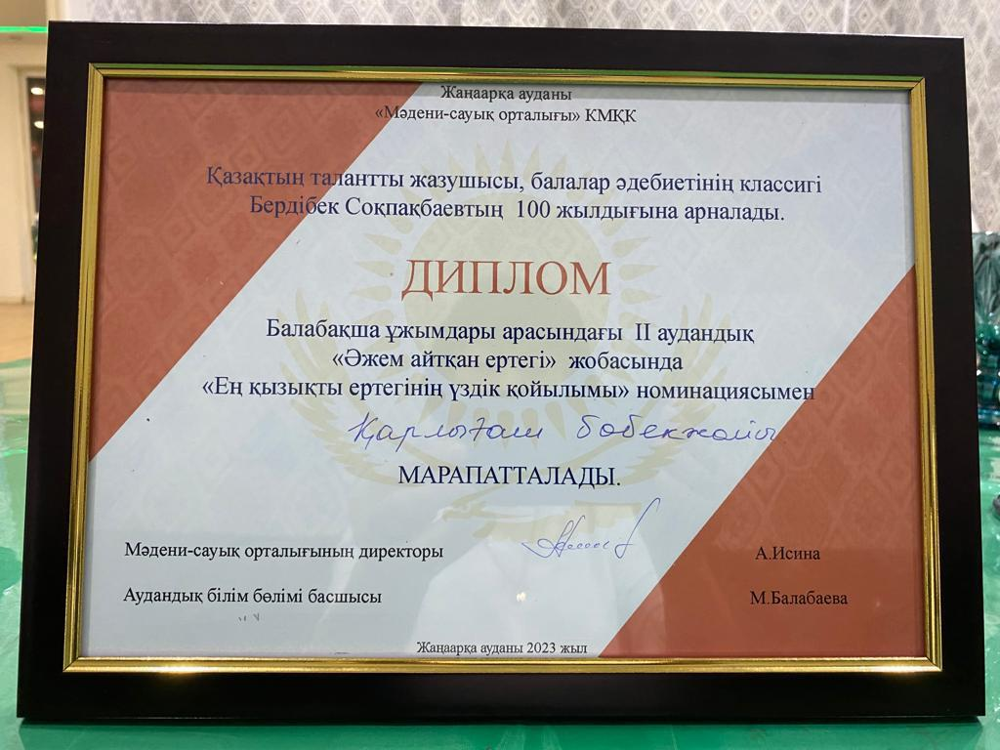 Жаңаарқа ауданы
«Мәдени-сауық орталығы» КМҚК
Қазақтың талантты жазушысы, балалар әдебиетінің классигі
Бердібек Соқпақбаевтың 100 жылдығына арналады.
ДИПЛОМ
Балабақша ұжымдары арасындағы II аудандық
«Әжем айтқан ертегі» жобасында
«Ең қызықты ертегінің үздік қойылымы» номинациясымен
Қарлығаш бөбекжайы
МАРАПАТТАЛАДЫ.
Мәдени-сауық орталығының директоры А.Исина
Аудандық білім бөлімі басшысы М.Балабаева
Жаңаарқа ауданы 2023 жыл